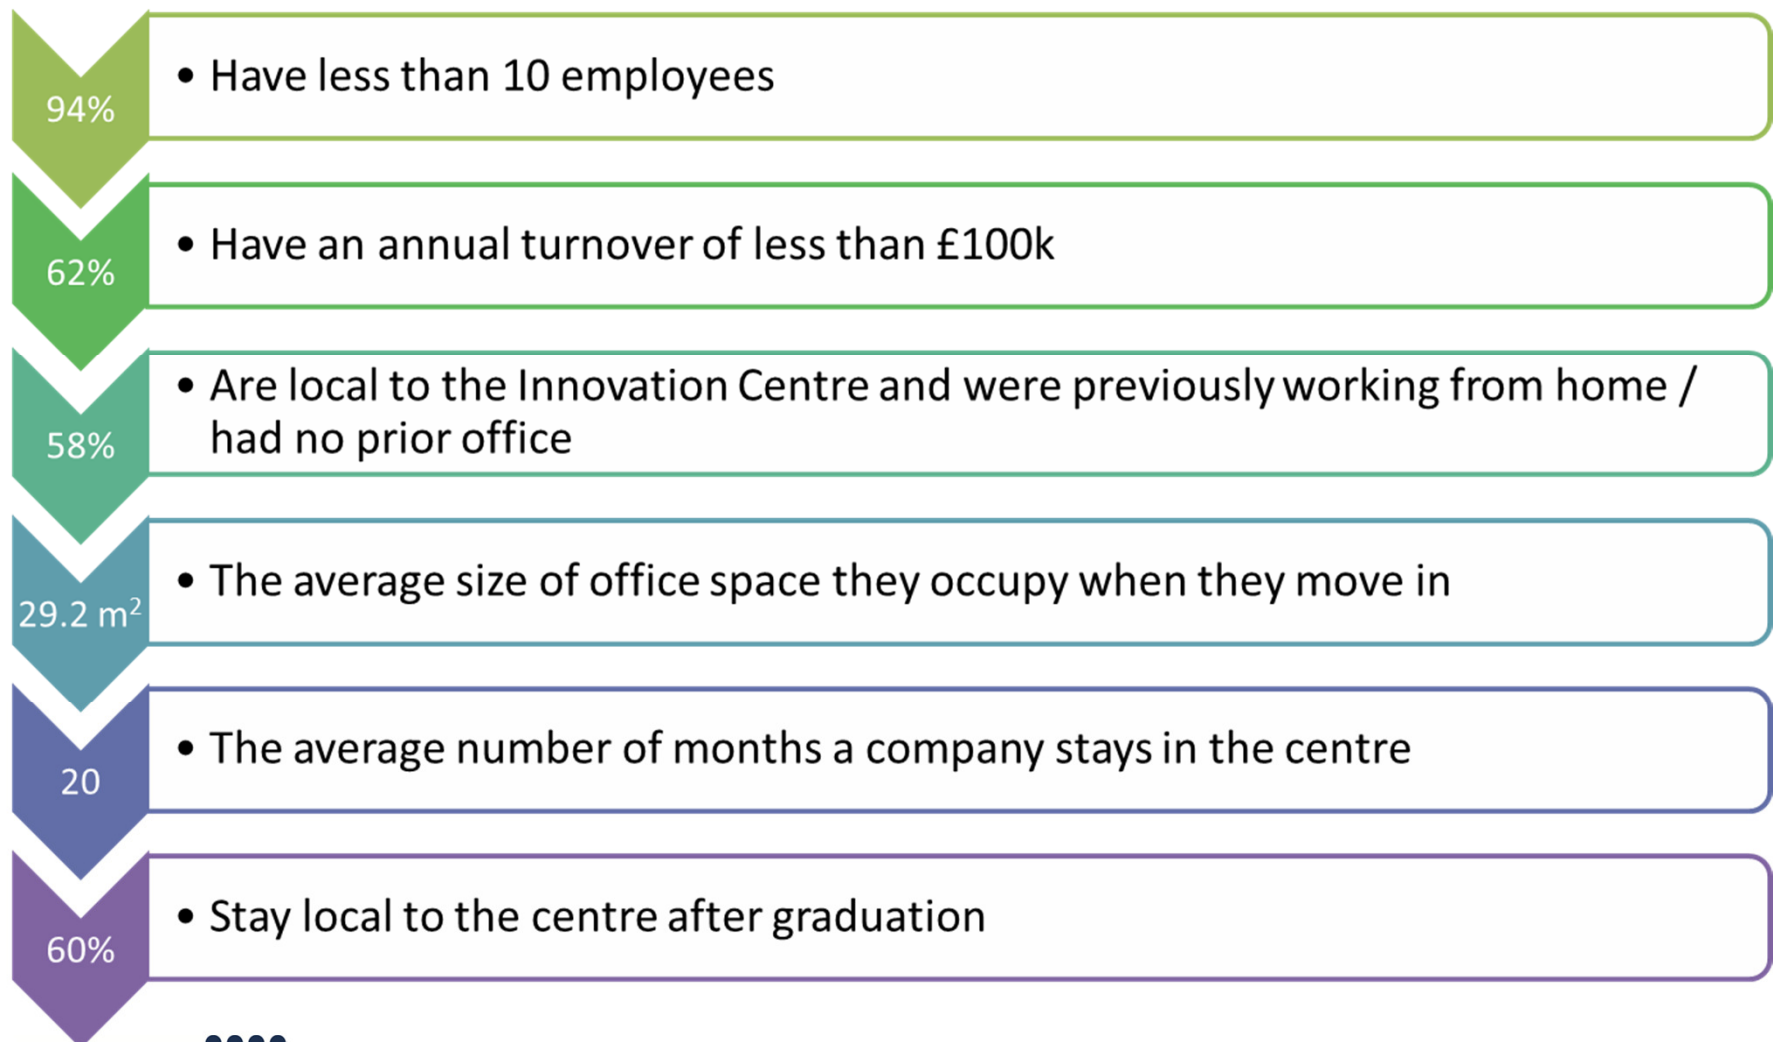 94%
• Have less than 10 employees
62%
• Have an annual turnover of less than £100k
58%
• Are local to the Innovation Centre and were previously working from home /
had no prior office
29.2 m²
• The average size of office space they occupy when they move in
20
• The average number of months a company stays in the centre
60%
• Stay local to the centre after graduation